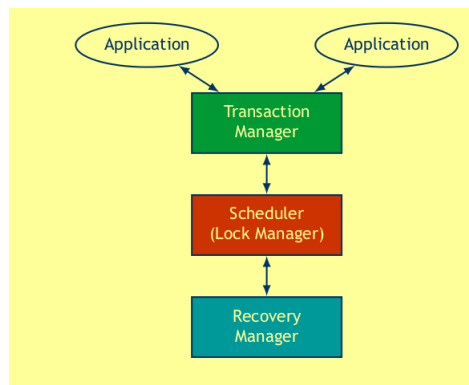 Application
Application
Transaction
Manager
Scheduler
(Lock Manager)
Recovery
Manager